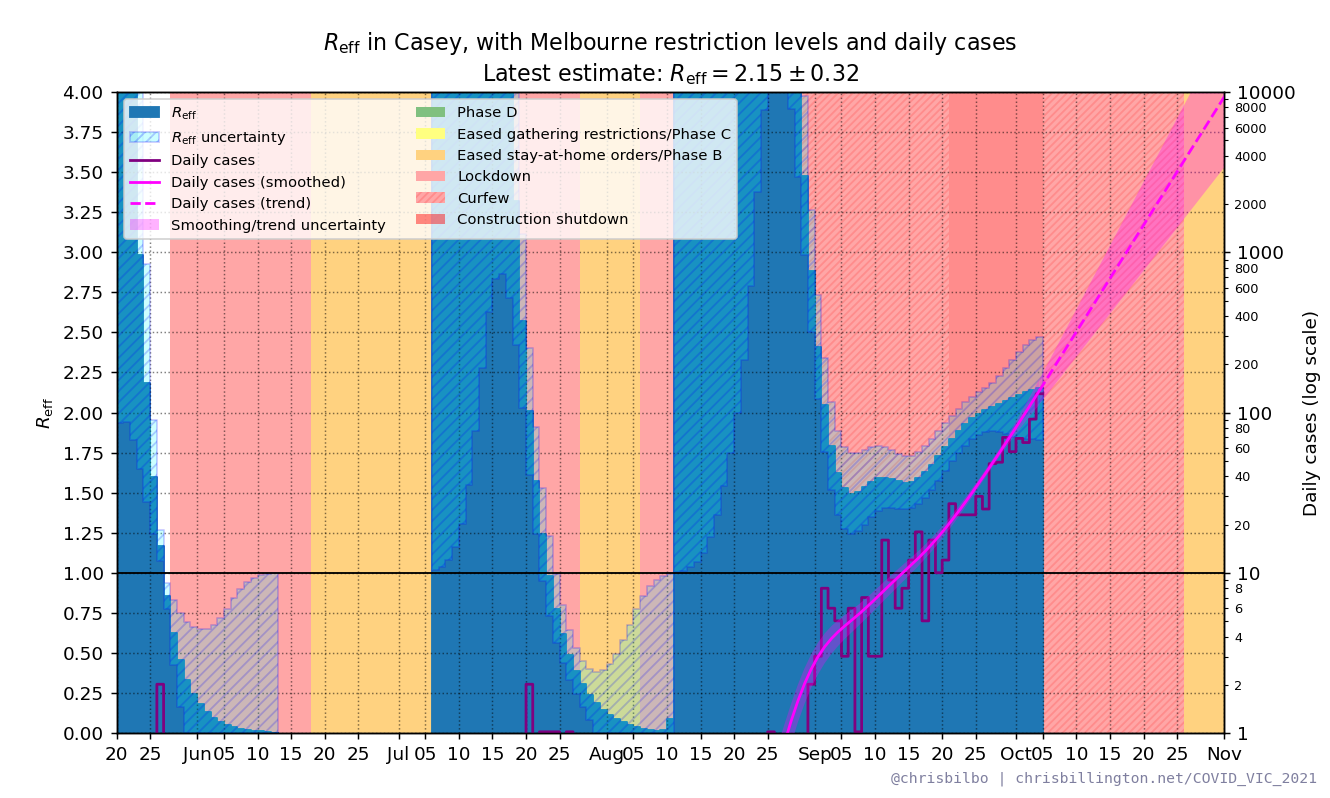 Reff in Casey, with Melbourne restriction levels and daily cases
Latest estimate: Reff = 2.15 ± 0.32
Reff
Reff uncertainty
Daily cases
Daily cases (smoothed)
Daily cases (trend)
Smoothing/trend uncertainty
Phase D
Eased gathering restrictions/Phase C
Eased stay-at-home orders/Phase B
Lockdown
Curfew
Construction shutdown
4.00
3.75
3.50
3.25
3.00
2.75
2.50
2.25
2.00
1.75
1.50
1.25
1.00
0.75
0.50
0.25
0.00
Reff
10000
8000
6000
4000
2000
1000
800
600
400
200
100
80
60
40
20
10
8
6
4
2
1
Daily cases (log scale)
20 25 Jun 05 10 15 20 25 Jul 05 10 15 20 25 Aug 05 10 15 20 25 Sep 05 10 15 20 25 Oct 05 10 15 20 25 Nov
@chrisbilbo | chrisbillington.net/COVID_VIC_2021